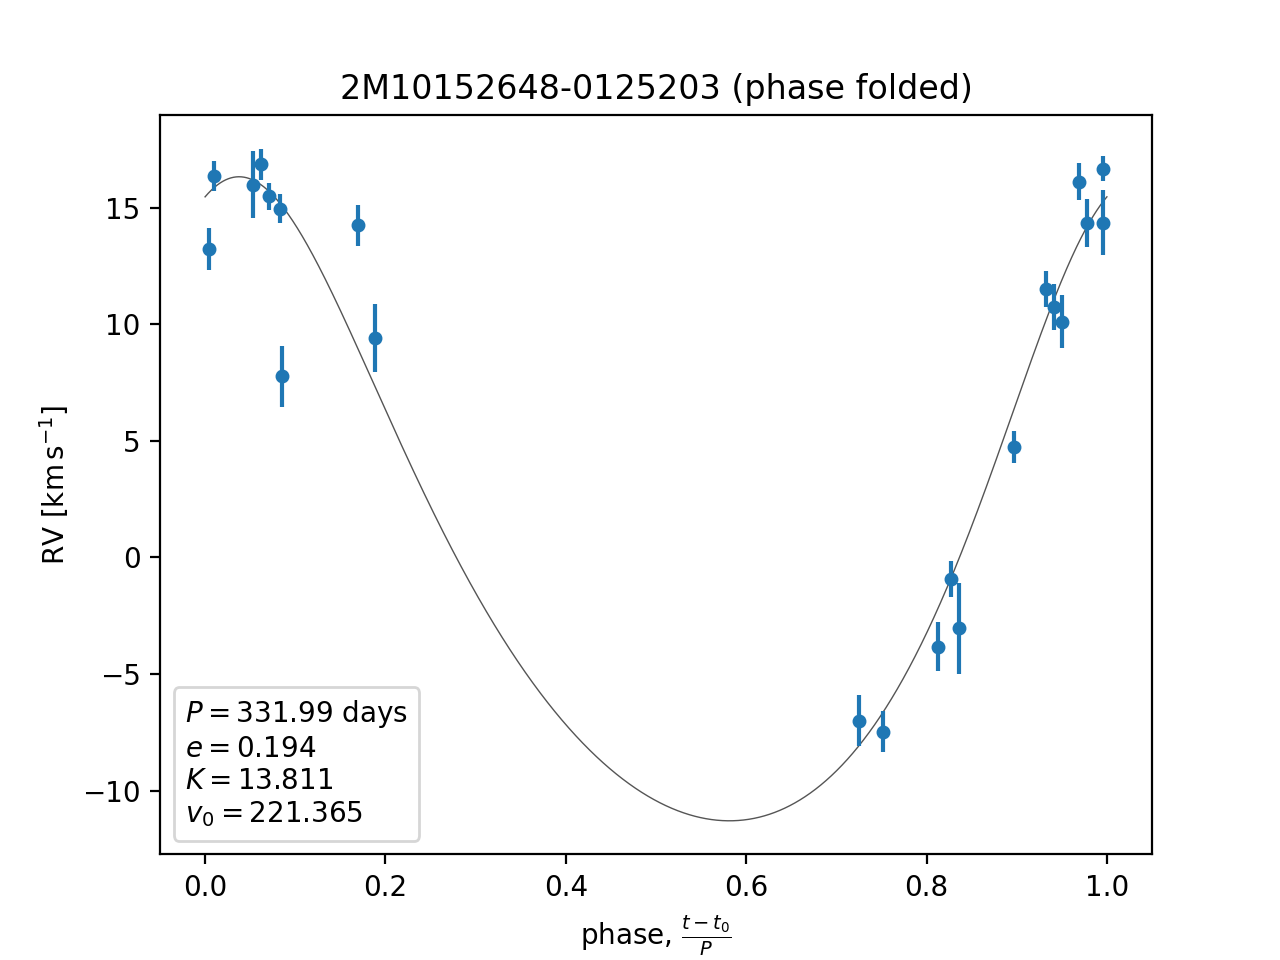 2M10152648-0125203 (phase folded)
RV [km s⁻¹]
15
10
5
0
−5
−10
P = 331.99 days
e = 0.194
K = 13.811
v₀ = 221.365
0.0 0.2 0.4 0.6 0.8 1.0
phase, (t − t₀)/P